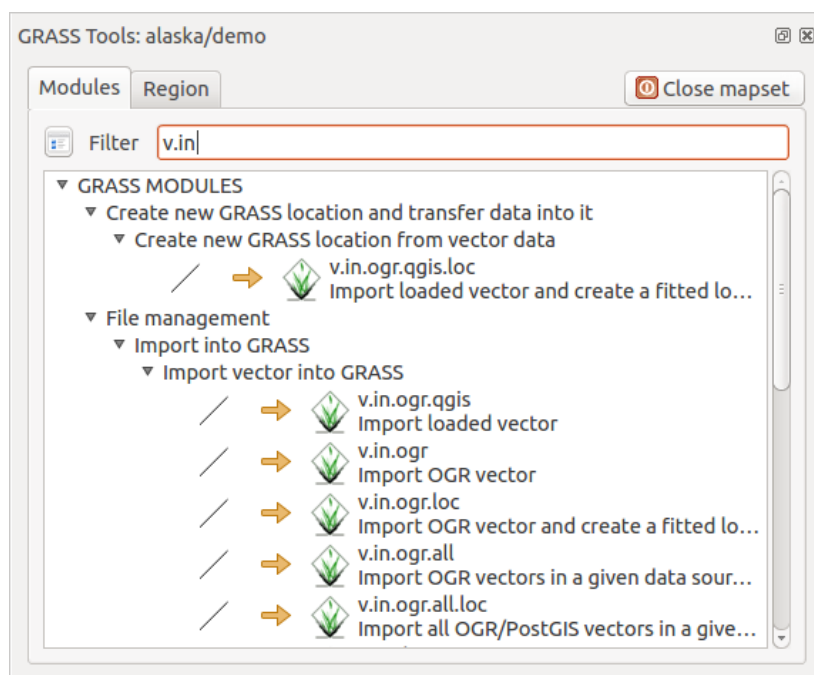 GRASS Tools: alaska/demo
Modules
Region
Close mapset
Filter
v.in
GRASS MODULES
Create new GRASS location and transfer data into it
Create new GRASS location from vector data
v.in.ogr.qgis.loc
Import loaded vector and create a fitted lo...
File management
Import into GRASS
Import vector into GRASS
v.in.ogr.qgis
Import loaded vector
v.in.ogr
Import OGR vector
v.in.ogr.loc
Import OGR vector and create a fitted lo...
v.in.ogr.all
Import OGR vectors in a given data sour...
v.in.ogr.all.loc
Import all OGR/PostGIS vectors in a give...